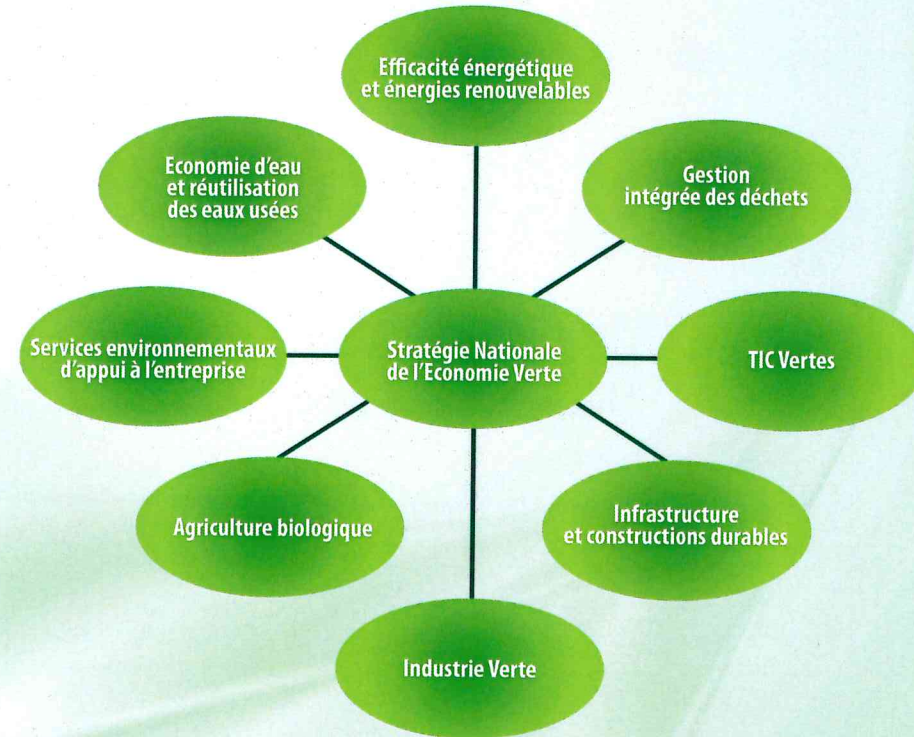 Efficacité énergétique
et énergies renouvelables
Economie d'eau
et réutilisation
des eaux usées
Gestion
intégrée des déchets
Services environnementaux
d'appui à l'entreprise
Stratégie Nationale
de l'Economie Verte
TIC Vertes
Agriculture biologique
Infrastructure
et constructions durables
Industrie Verte